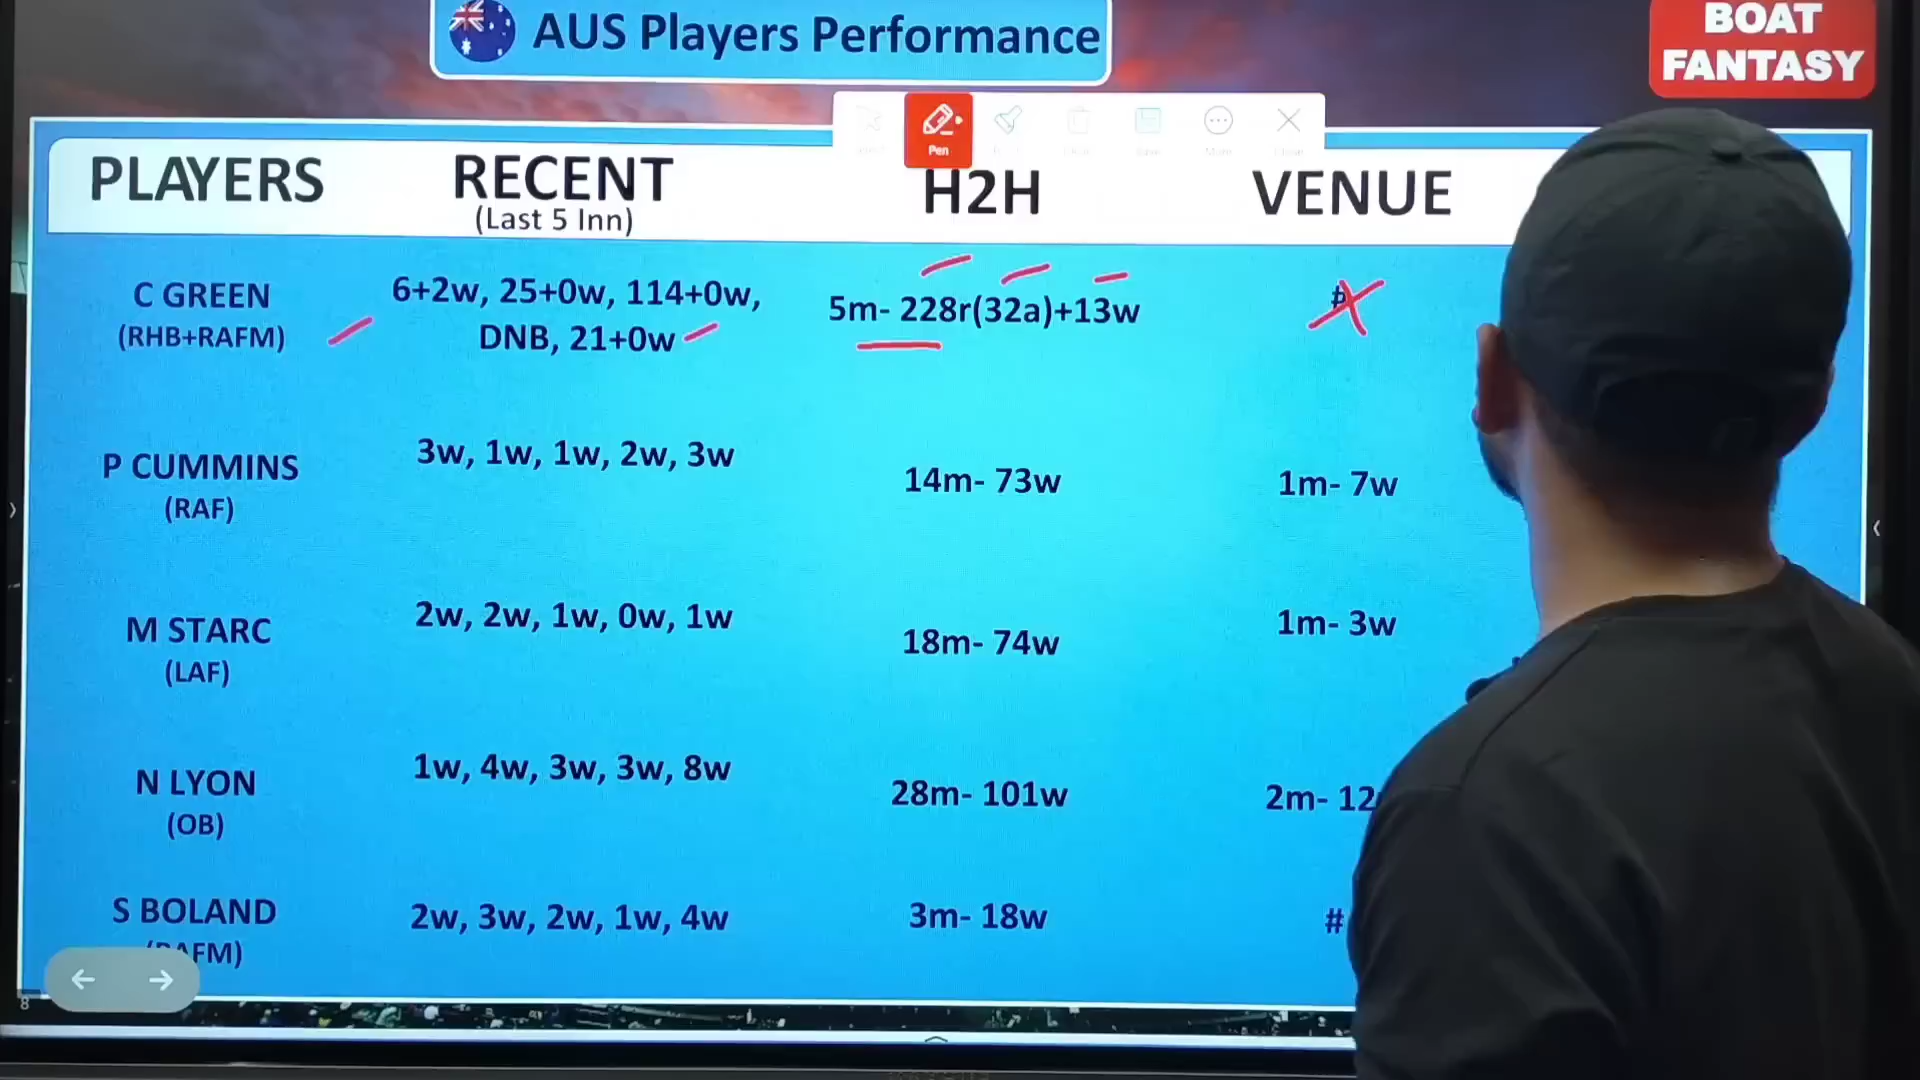 AUS Players Performance
BOAT
FANTASY
Pen
PLAYERS
RECENT
(Last 5 Inn)
H2H
VENUE
C GREEN
(RHB+RAFM)
6+2w, 25+0w, 114+0w,
DNB, 21+0w
5m- 228r(32a)+13w
#
P CUMMINS
(RAF)
3w, 1w, 1w, 2w, 3w
14m- 73w
1m- 7w
M STARC
(LAF)
2w, 2w, 1w, 0w, 1w
18m- 74w
1m- 3w
N LYON
(OB)
1w, 4w, 3w, 3w, 8w
28m- 101w
2m- 12
S BOLAND
2w, 3w, 2w, 1w, 4w
3m- 18w
#
8